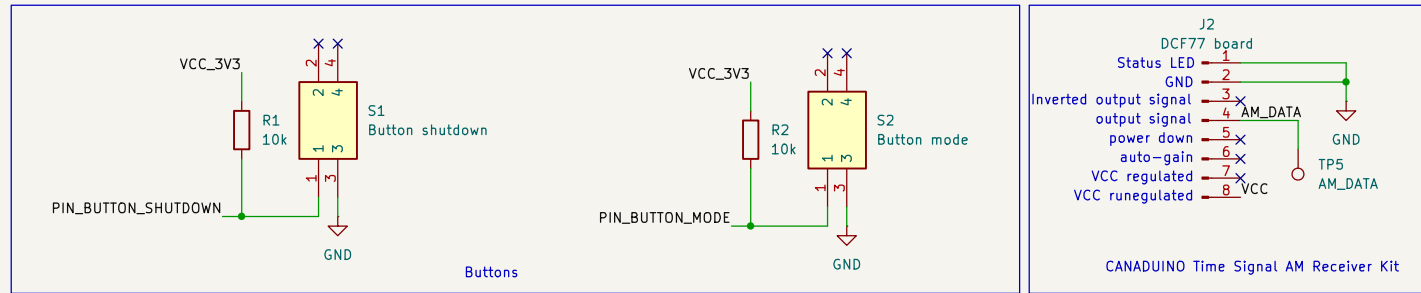 VCC_3V3
R1
10k
2
4
2
4
1
3
1
3
S1
Button shutdown
PIN_BUTTON_SHUTDOWN
GND
VCC_3V3
R2
10k
2
4
2
4
1
3
1
3
S2
Button mode
PIN_BUTTON_MODE
GND
Buttons
J2
DCF77 board
Status LED 1
GND 2
Inverted output signal 3
output signal 4 AM_DATA
power down 5
auto-gain 6
VCC regulated 7
VCC runegulated 8 VCC
GND
TP5
AM_DATA
CANADUINO Time Signal AM Receiver Kit